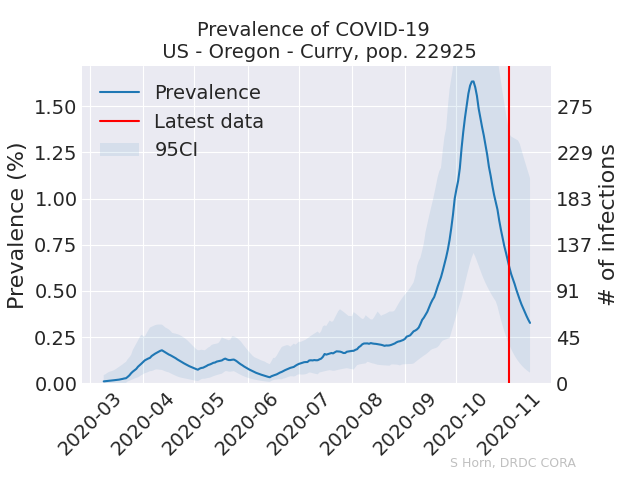 Prevalence of COVID-19
US - Oregon - Curry, pop. 22925
Prevalence
Latest data
95CI
Prevalence (%)
1.50
1.25
1.00
0.75
0.50
0.25
0.00
275
229
183
137
91
45
0
# of infections
2020-03
2020-04
2020-05
2020-06
2020-07
2020-08
2020-09
2020-10
2020-11
S Horn, DRDC CORA